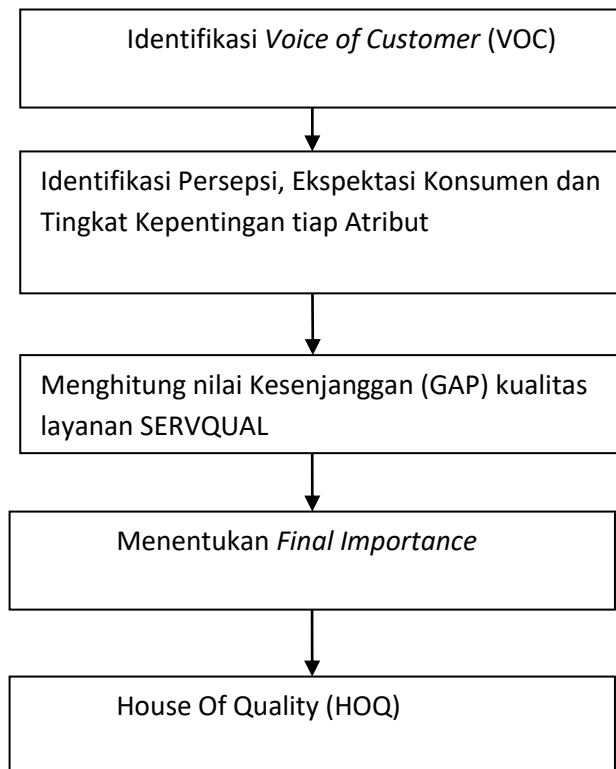 Identifikasi Voice of Customer (VOC)
Identifikasi Persepsi, Ekspektasi Konsumen dan
Tingkat Kepentingan tiap Atribut
Menghitung nilai Kesenjanggan (GAP) kualitas
layanan SERVQUAL
Menentukan Final Importance
House Of Quality (HOQ)